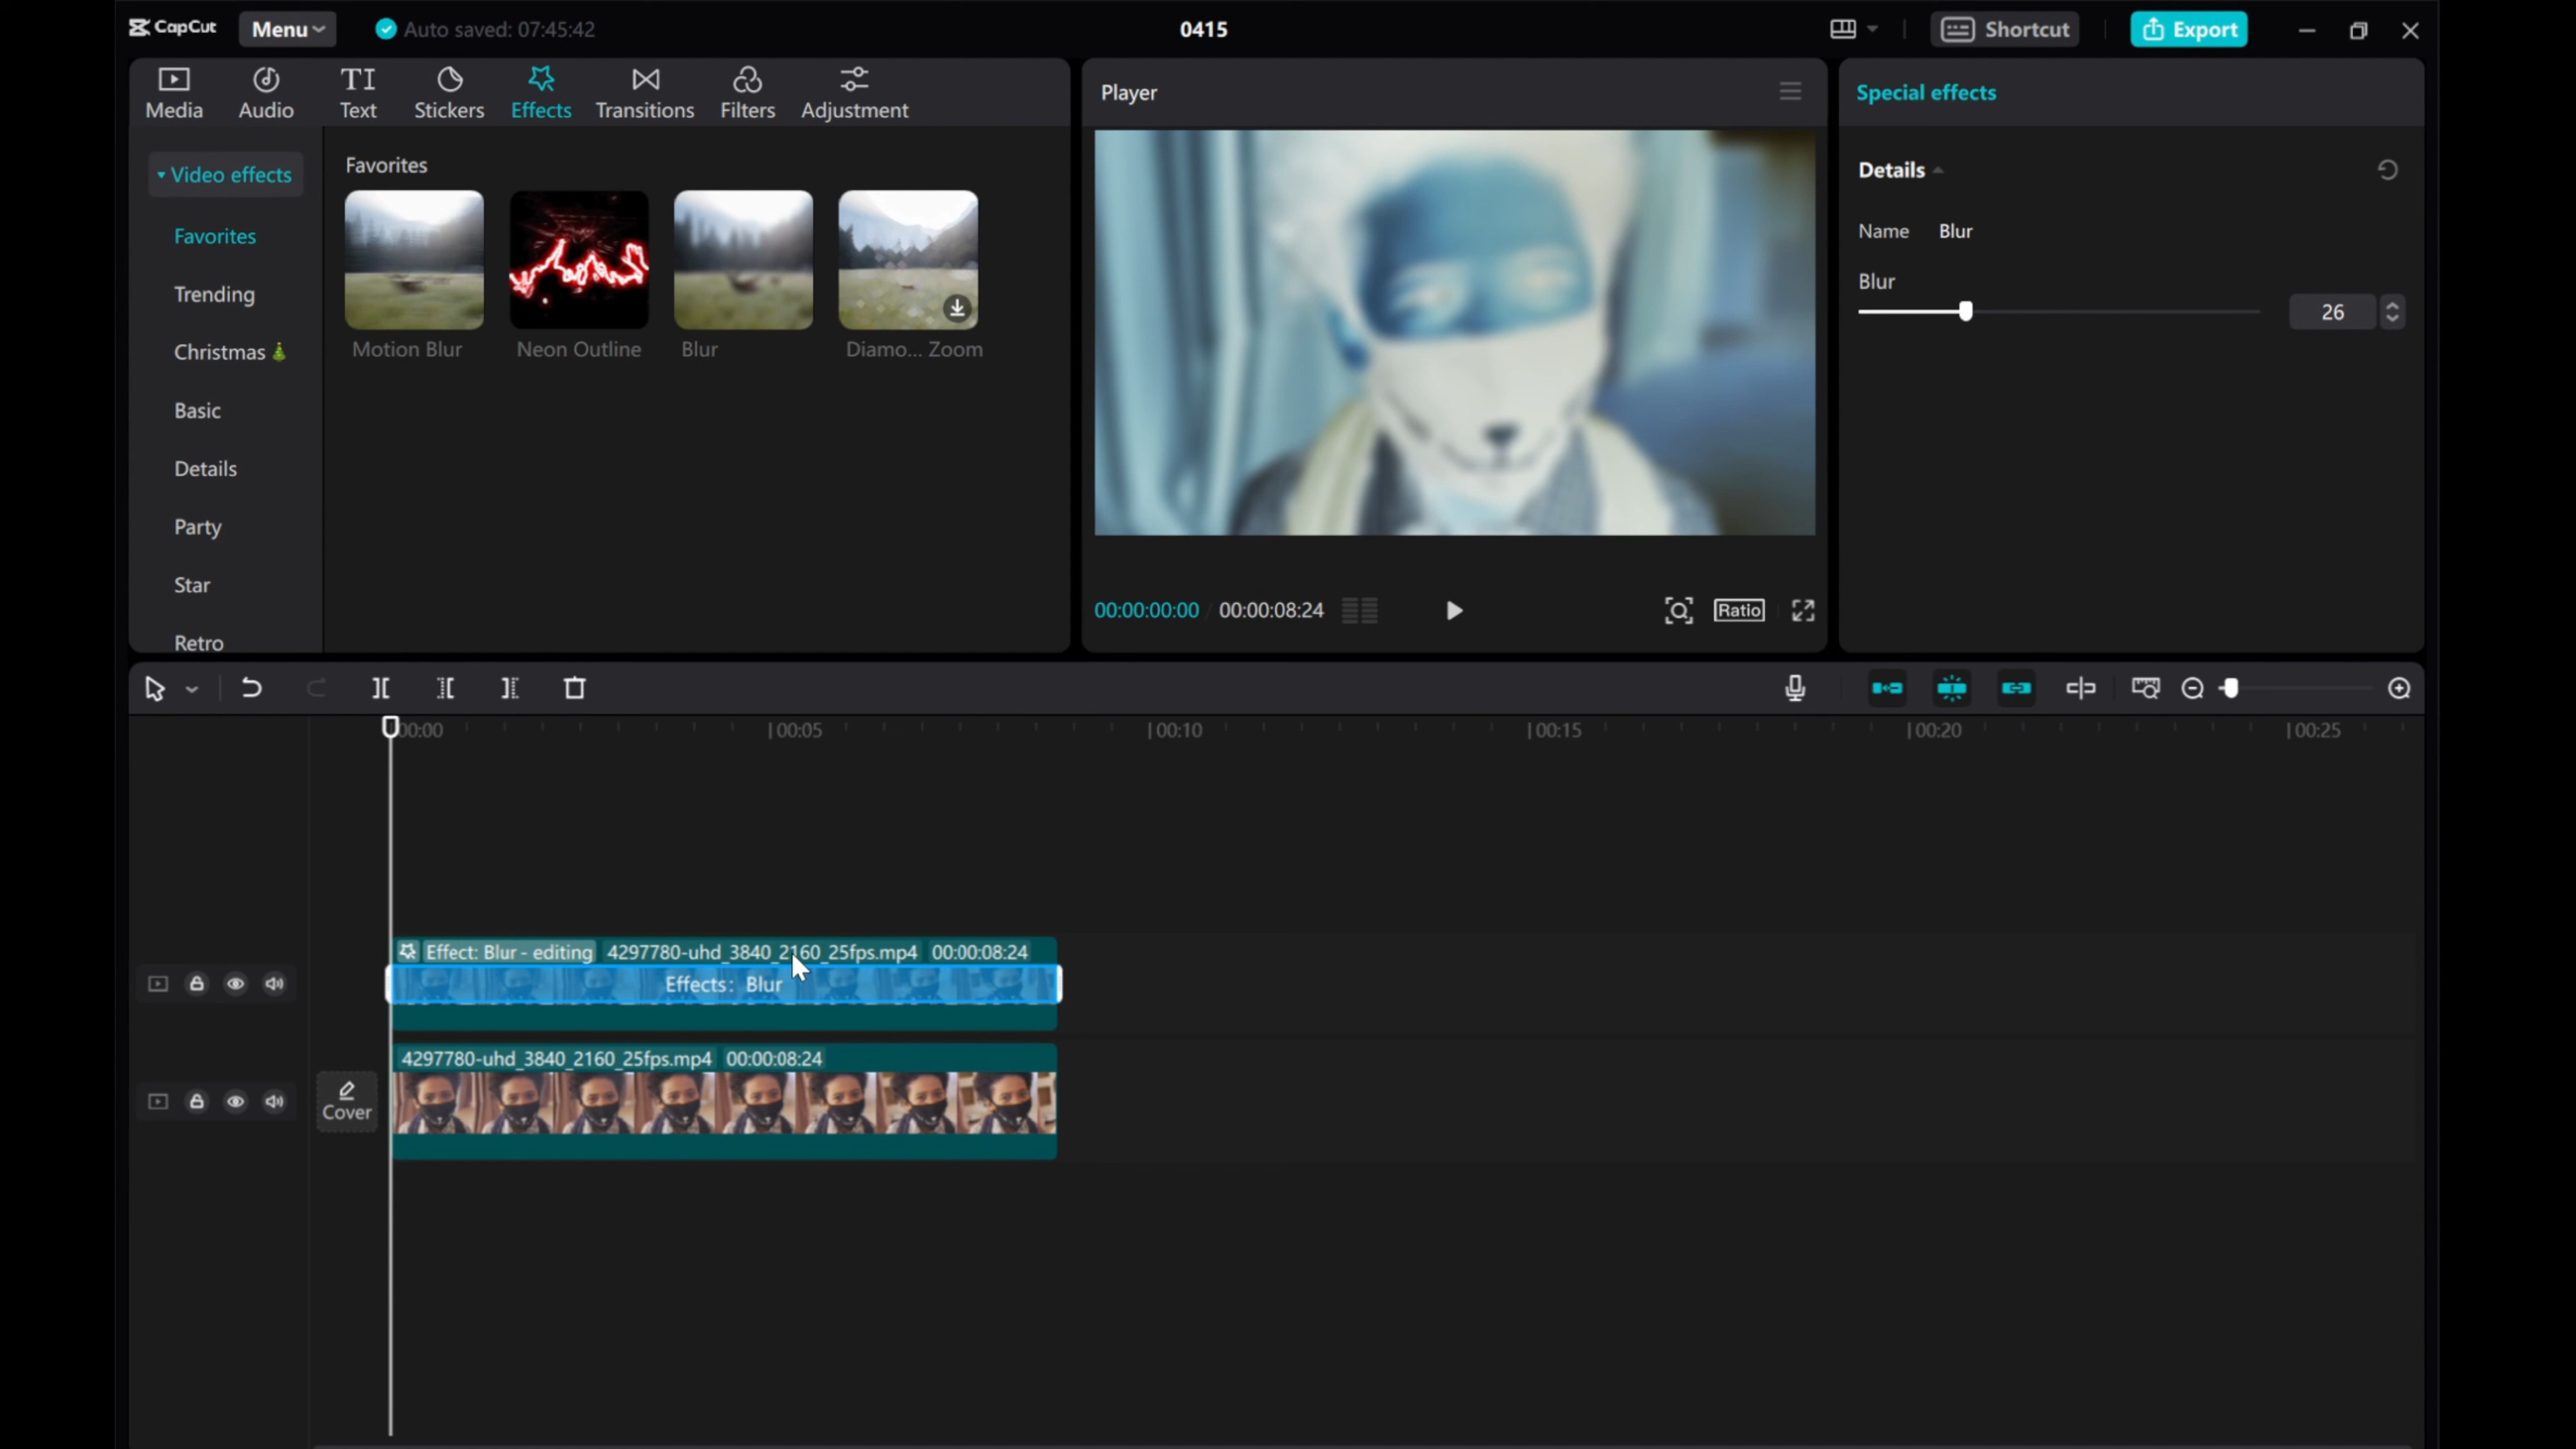 CapCut Menu Auto saved: 07:45:42 0415 Shortcut Export
Media Audio TI Text Stickers Effects Transitions Filters Adjustment
Video effects
Favorites
Trending
Christmas
Basic
Details
Party
Star
Retro
Favorites
Motion Blur Neon Outline Blur Diamo... Zoom
Player
00:00:00:00 / 00:00:08:24 Ratio
Special effects
Details
Name Blur
Blur
26
00:00 00:05 00:10 00:15 00:20 00:25
Effect: Blur - editing 4297780-uhd_3840_2160_25fps.mp4 00:00:08:24
Effects: Blur
4297780-uhd_3840_2160_25fps.mp4 00:00:08:24
Cover